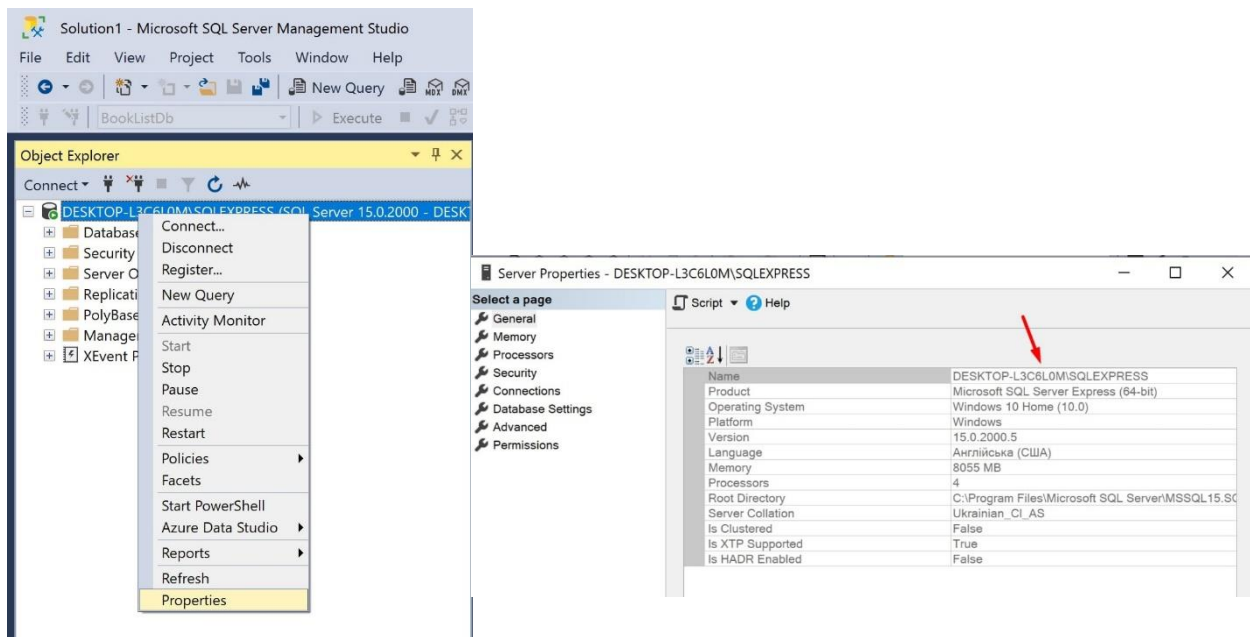 Solution1 - Microsoft SQL Server Management Studio
File Edit View Project Tools Window Help
New Query MDX DMX
BookListDb Execute
Object Explorer
Connect
DESKTOP-L3C6L0M\SQLEXPRESS (SQL Server 15.0.2000 - DESKT
Databas
Security
Server O
Replicati
PolyBase
Manage
XEvent P
Connect...
Disconnect
Register...
New Query
Activity Monitor
Start
Stop
Pause
Resume
Restart
Policies
Facets
Start PowerShell
Azure Data Studio
Reports
Refresh
Properties
Server Properties - DESKTOP-L3C6L0M\SQLEXPRESS
Select a page
General
Memory
Processors
Security
Connections
Database Settings
Advanced
Permissions
Script Help
Name DESKTOP-L3C6L0M\SQLEXPRESS
Product Microsoft SQL Server Express (64-bit)
Operating System Windows 10 Home (10.0)
Platform Windows
Version 15.0.2000.5
Language Англійська (США)
Memory 8055 MB
Processors 4
Root Directory C:\Program Files\Microsoft SQL Server\MSSQL15.SQ
Server Collation Ukrainian_CI_AS
Is Clustered False
Is XTP Supported True
Is HADR Enabled False